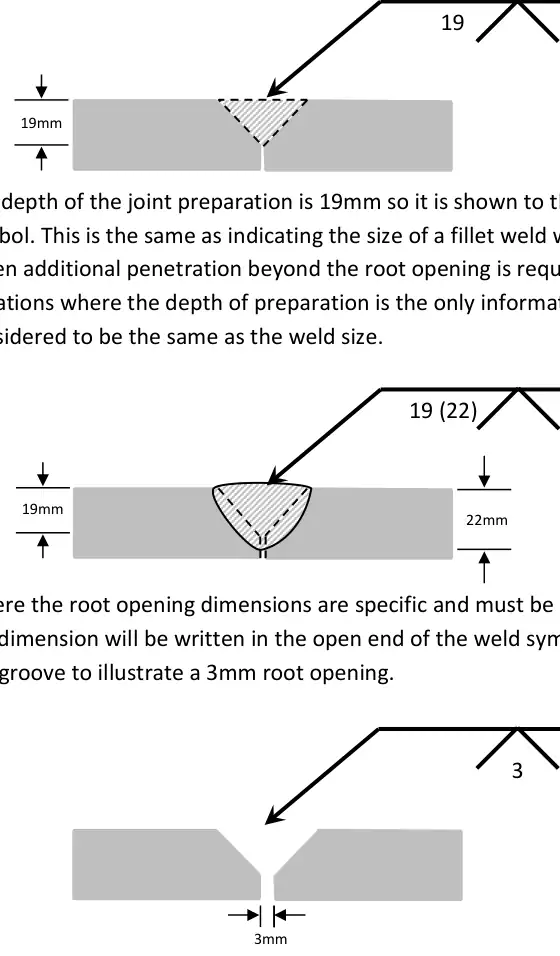 19
19mm
depth of the joint preparation is 19mm so it is shown to
bol. This is the same as indicating the size of a fillet weld
en additional penetration beyond the root opening is
ations where the depth of preparation is the only
sidered to be the same as the weld size.
19 (22)
19mm
22mm
ere the root opening dimensions are specific and must be
dimension will be written in the open end of the weld
groove to illustrate a 3mm root opening.
3
3mm